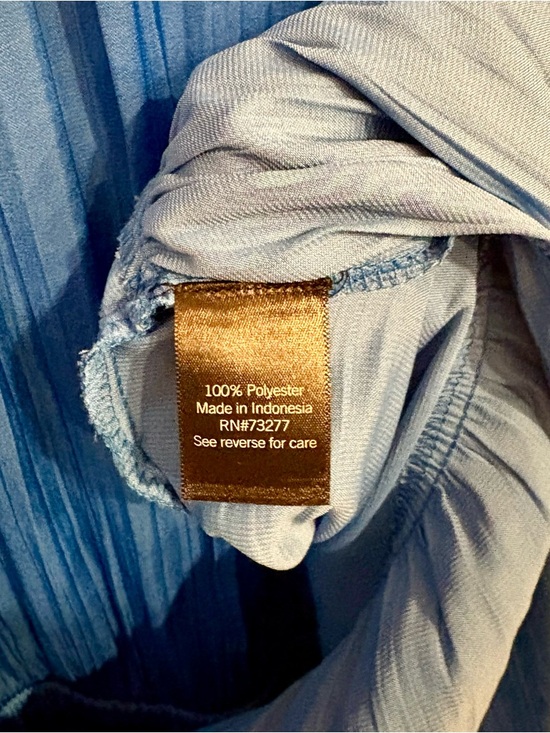 100% Polyester
Made in Indonesia
RN#73277
See reverse for care